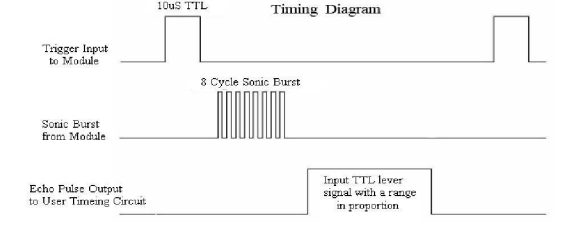 10uS TTL
Timing Diagram
Trigger Input
to Module
8 Cycle Sonic Burst
Sonic Burst
from Module
Echo Pulse Output
to User Timeing Circuit
Input TTL lever
signal with a range
in proportion